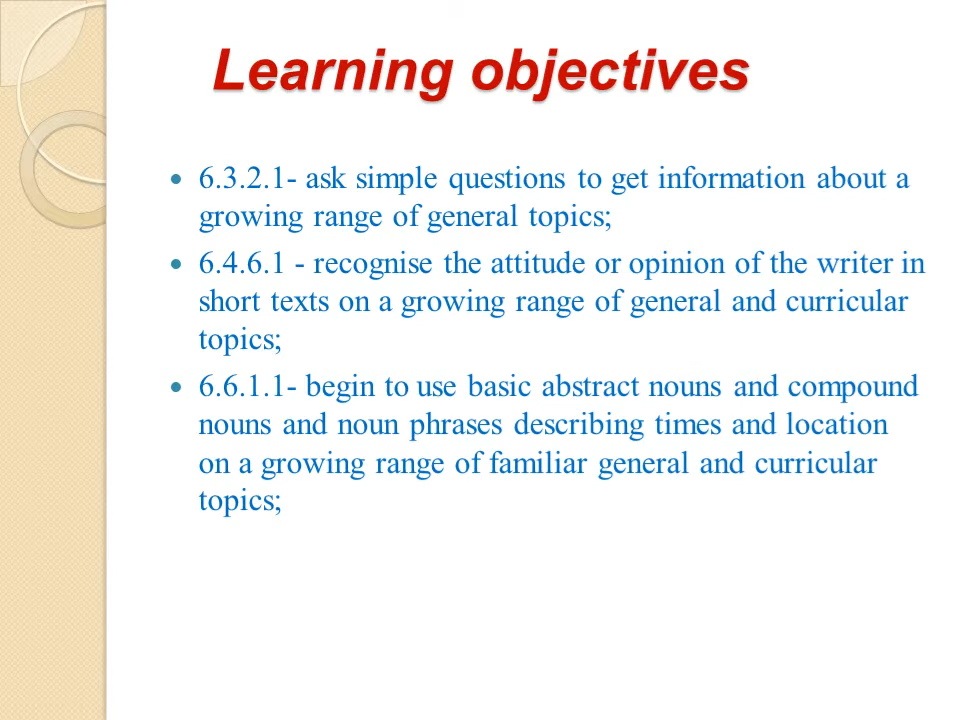 Learning objectives
6.3.2.1- ask simple questions to get information about a
growing range of general topics;
6.4.6.1 - recognise the attitude or opinion of the writer in
short texts on a growing range of general and curricular
topics;
6.6.1.1- begin to use basic abstract nouns and compound
nouns and noun phrases describing times and location
on a growing range of familiar general and curricular
topics;